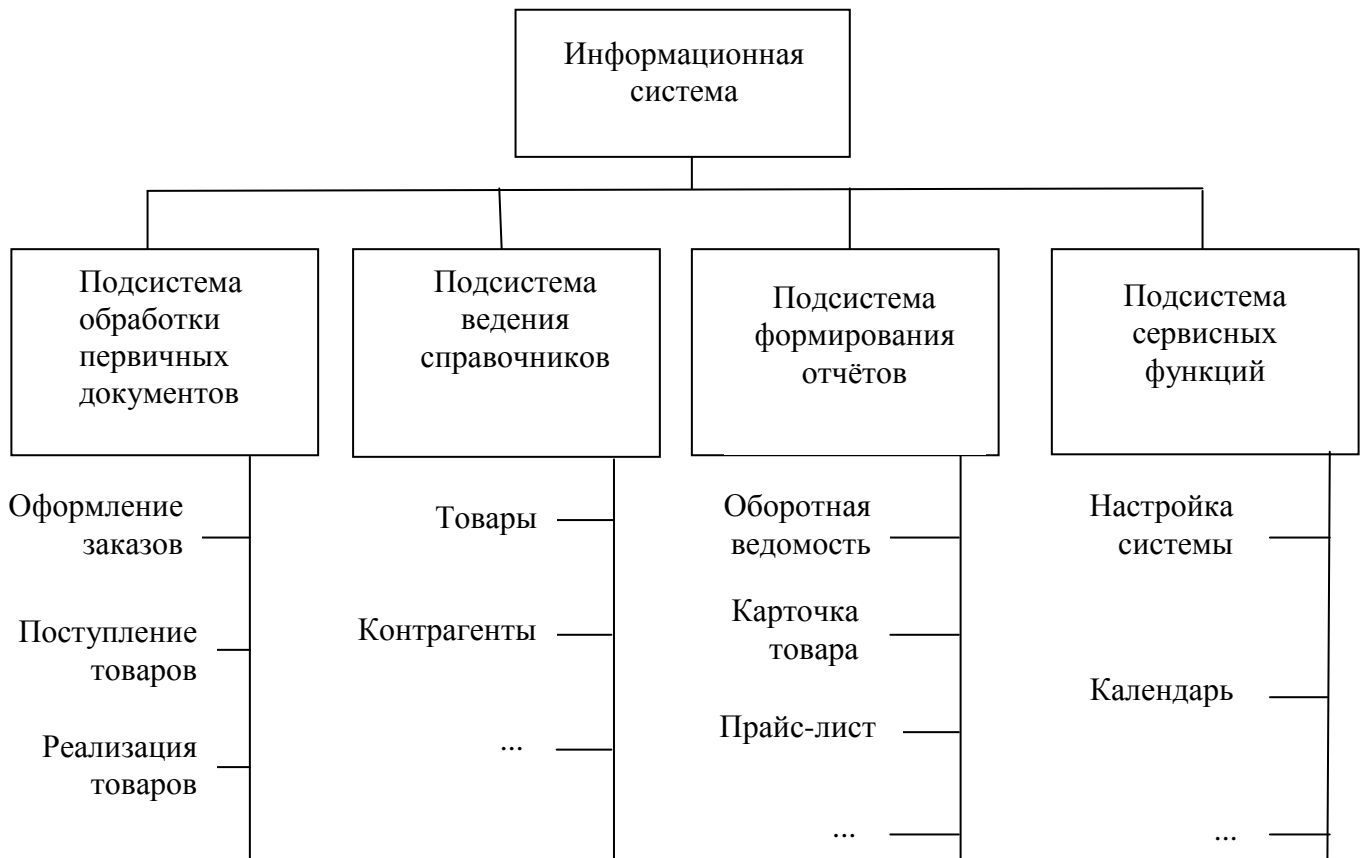 Информационная
система
Подсистема
обработки
первичных
документов
Подсистема
ведения
справочников
Подсистема
формирования
отчётов
Подсистема
сервисных
функций
Оформление
заказов
Поступление
товаров
Реализация
товаров
Товары
Контрагенты
...
Оборотная
ведомость
Карточка
товара
Прайс-лист
...
Настройка
системы
Календарь
...